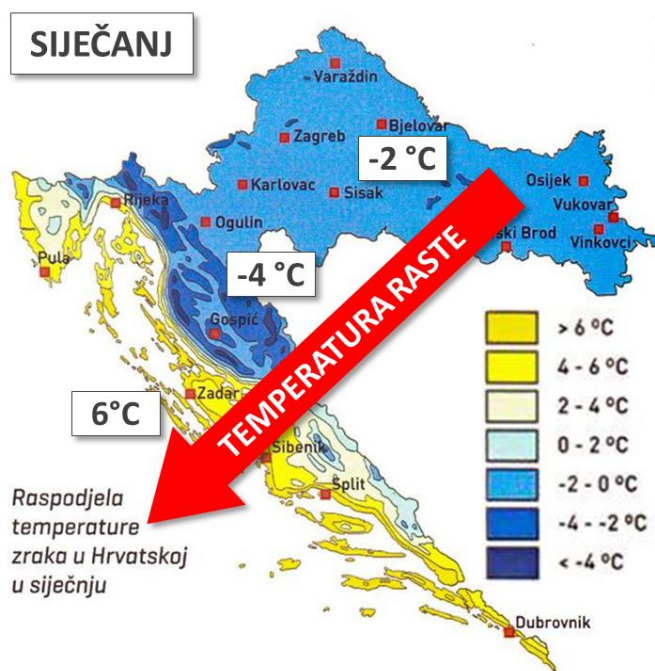 SIJEČANJ
Varaždin
Bjelovar
Zagreb
-2 °C
Karlovac
Sisak
Osijek
Vukovar
Rijeka
Ogulin
ski Brod
Vinkovci
Pula
-4 °C
Gospić
TEMPERATURA RASTE
Zadar
6°C
Šibenik
Split
Dubrovnik
> 6 °C
4 - 6 °C
2 - 4 °C
0 - 2 °C
-2 - 0 °C
-4 - -2 °C
< -4 °C
Raspodjela
temperature
zraka u Hrvatskoj
u siječnju